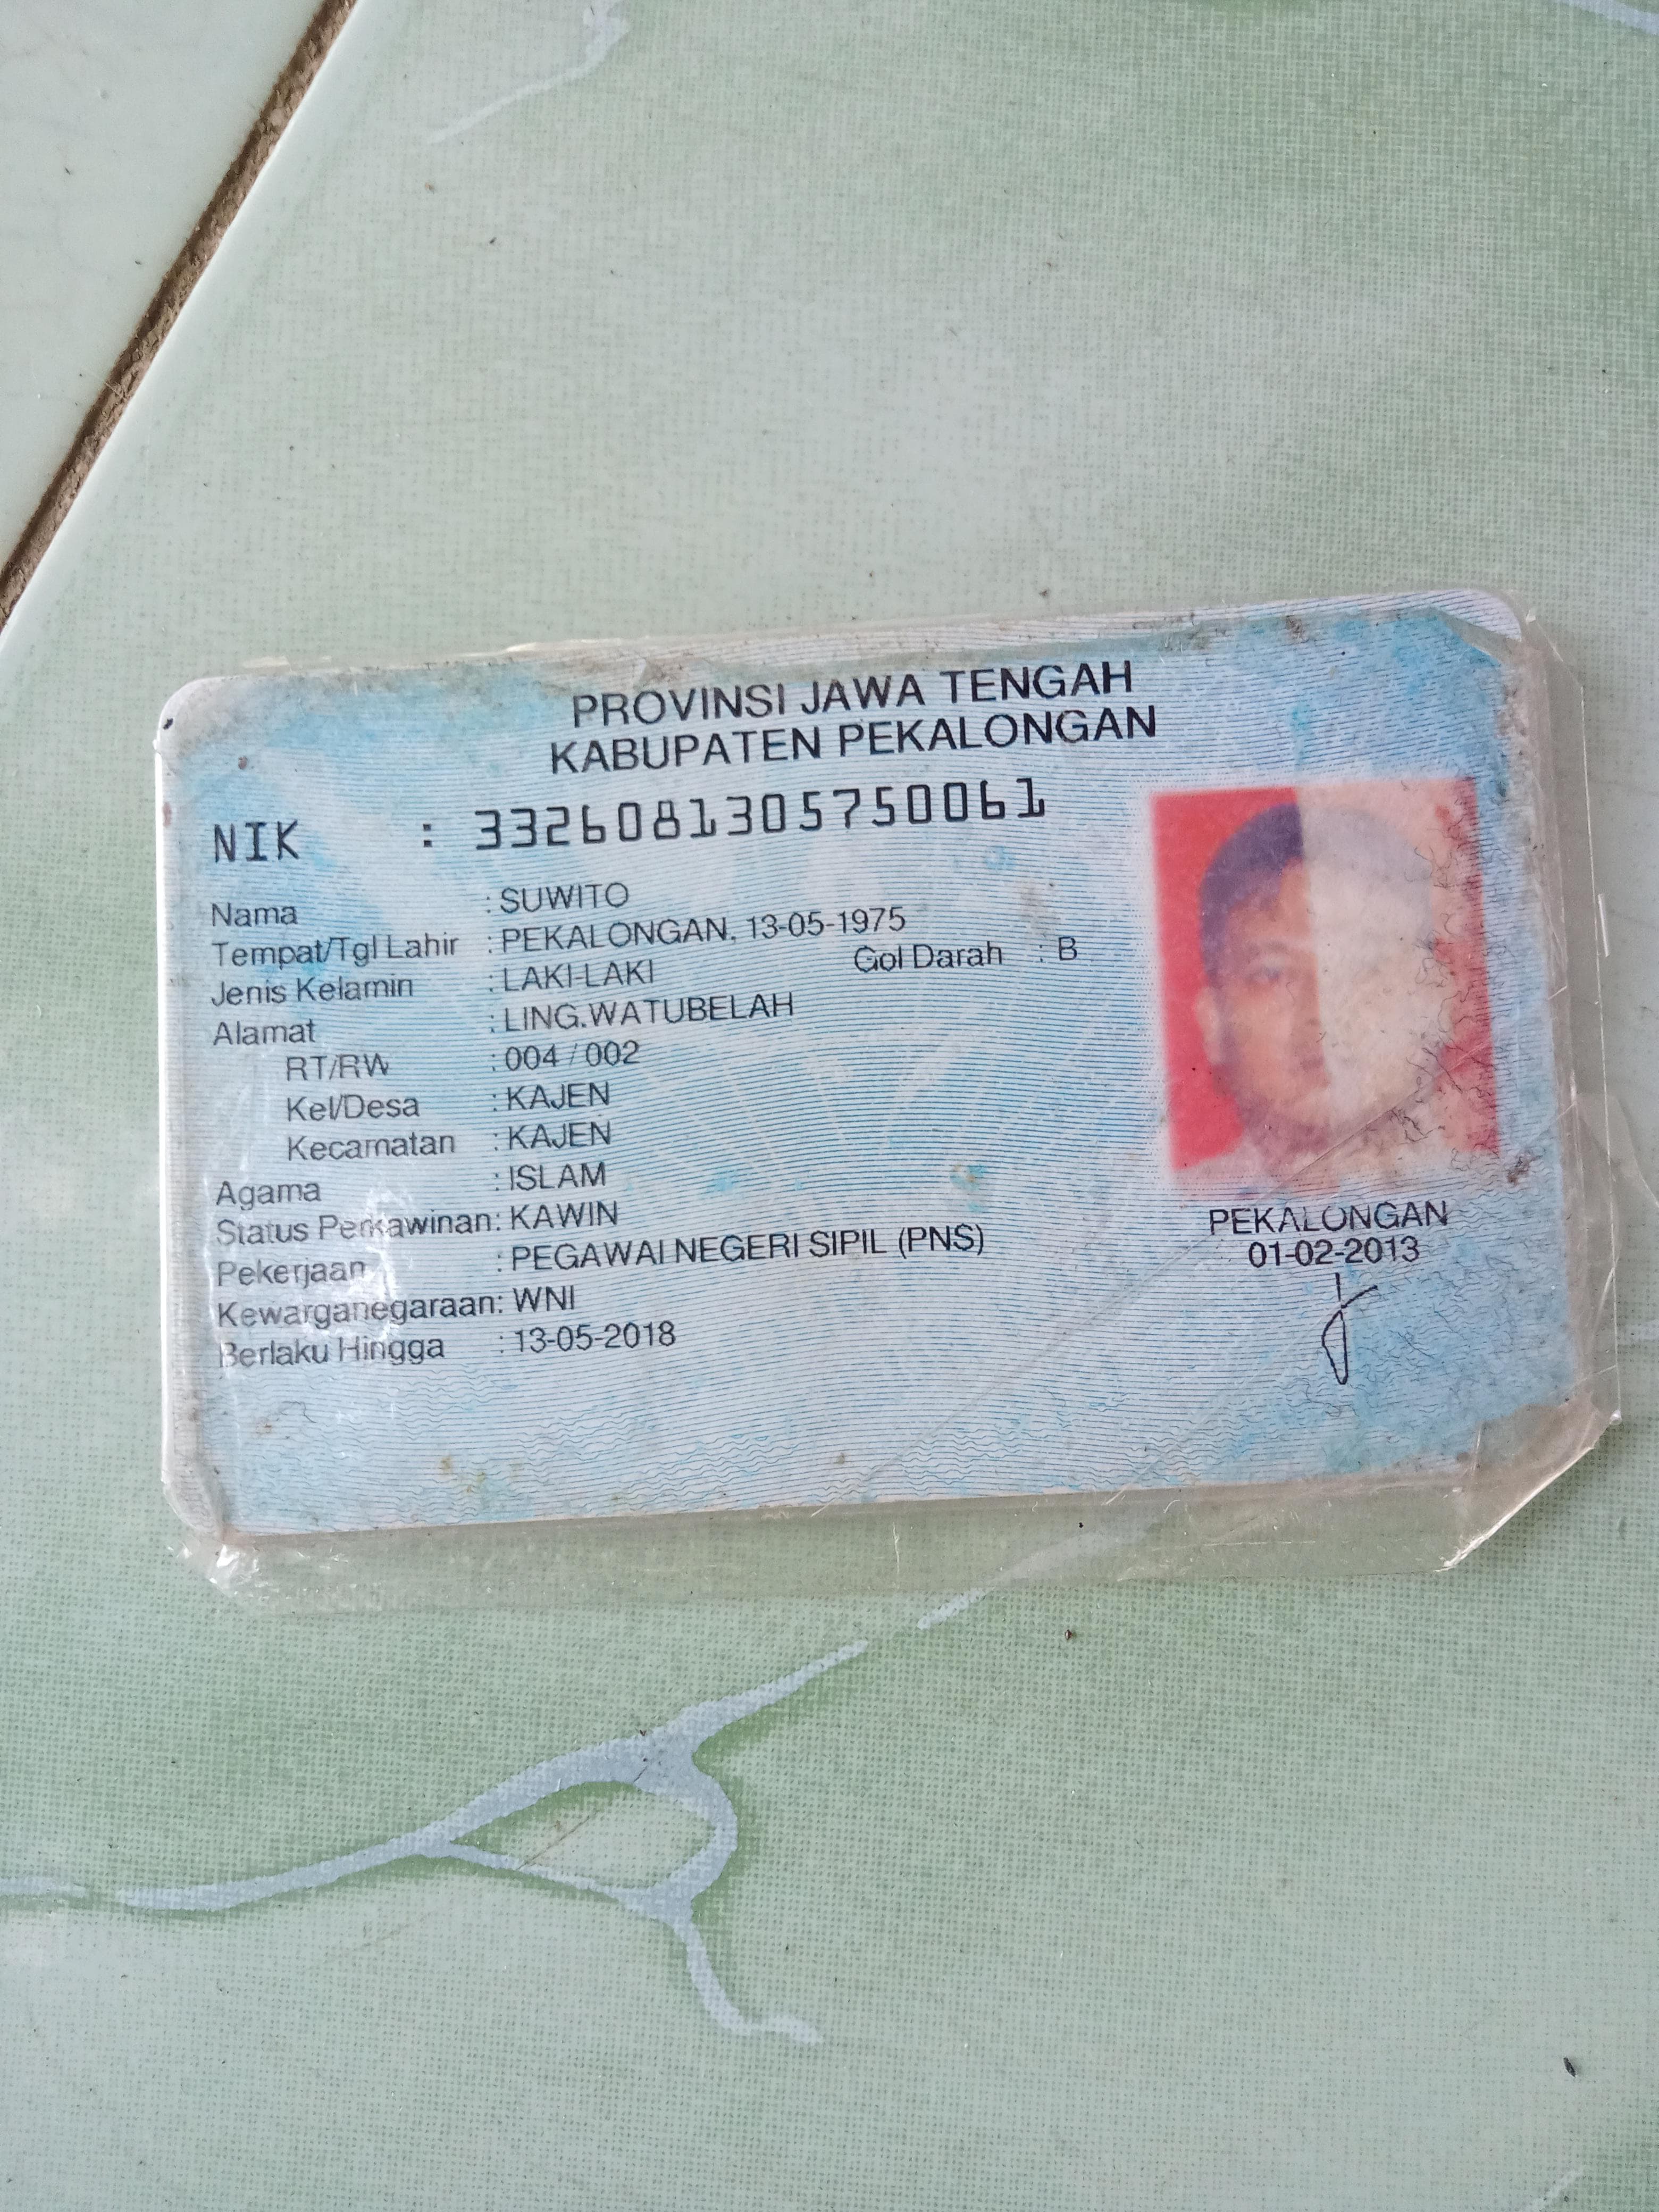 PROVINSI JAWA TENGAH
KABUPATEN PEKALONGAN
NIK : 3326081305750061
Nama : SUWITO
Tempat/Tgl Lahir : PEKALONGAN, 13-05-1975
Jenis Kelamin : LAKI-LAKI Gol Darah : B
Alamat : LING.WATUBELAH
RT/RW : 004 / 002
Kel/Desa : KAJEN
Kecamatan : KAJEN
Agama : ISLAM
Status Perkawinan: KAWIN
Pekerjaan : PEGAWAI NEGERI SIPIL (PNS)
Kewarganegaraan: WNI
Berlaku Hingga : 13-05-2018
PEKALONGAN
01-02-2013